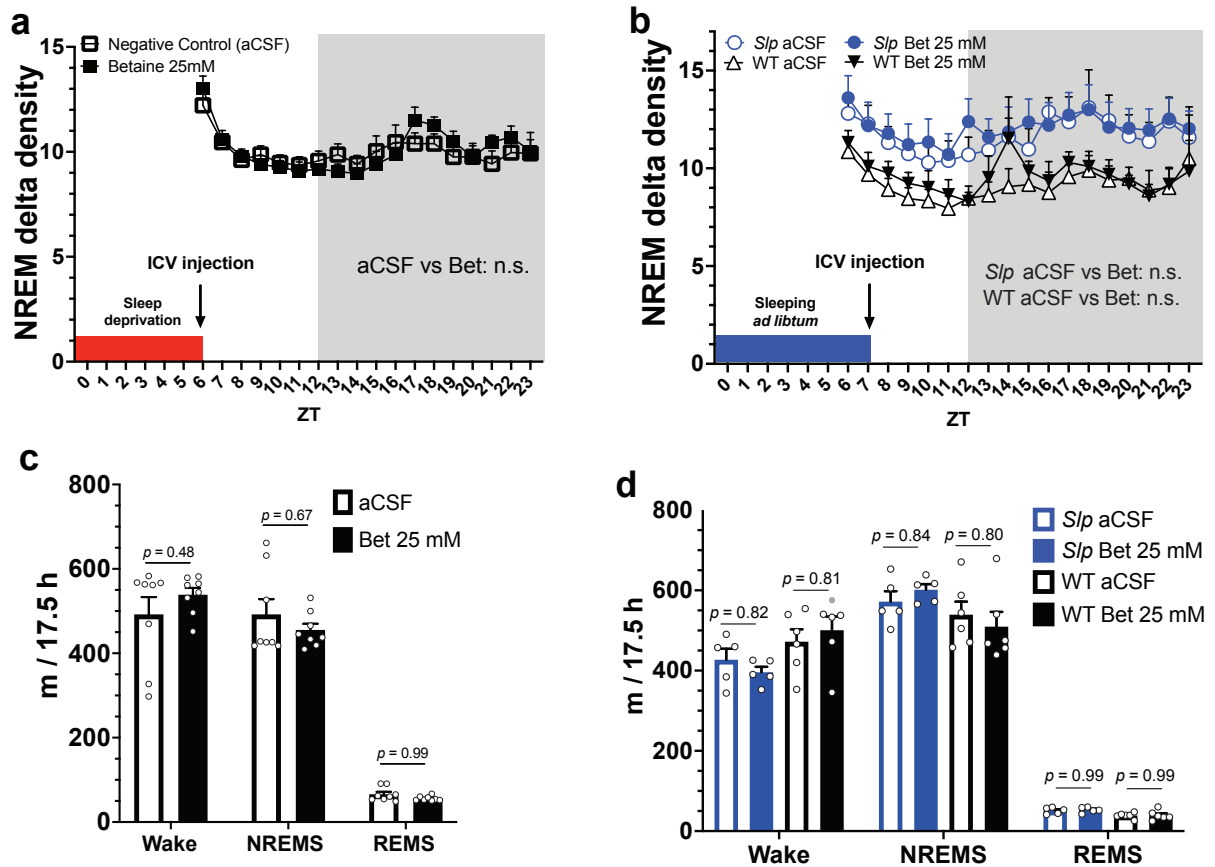 a
Negative Control (aCSF)
Betaine 25mM
15
10
5
0
NREM delta density
ICV injection
Sleep
deprivation
aCSF vs Bet: n.s.
0 1 2 3 4 5 6 7 8 9 10 11 12 13 14 15 16 17 18 19 20 21 22 23
ZT
b
Slp aCSF
Slp Bet 25 mM
WT aCSF
WT Bet 25 mM
15
10
5
0
NREM delta density
ICV injection
Sleeping
ad libtum
Slp aCSF vs Bet: n.s.
WT aCSF vs Bet: n.s.
0 1 2 3 4 5 6 7 8 9 10 11 12 13 14 15 16 17 18 19 20 21 22 23
ZT
c
800
600
400
200
0
m / 17.5 h
aCSF
Bet 25 mM
p = 0.48
p = 0.67
p = 0.99
Wake NREMS REMS
d
800
600
400
200
0
m / 17.5 h
Slp aCSF
Slp Bet 25 mM
WT aCSF
WT Bet 25 mM
p = 0.82
p = 0.81
p = 0.84
p = 0.80
p = 0.99
p = 0.99
Wake NREMS REMS